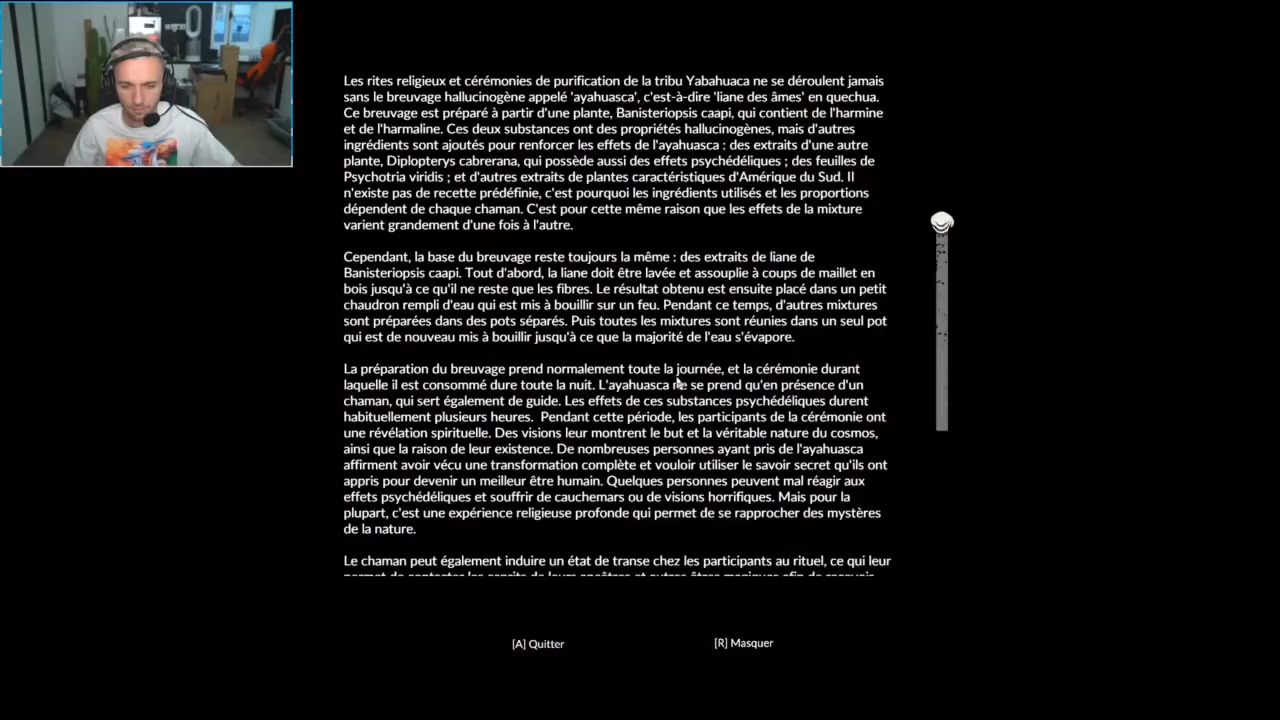 Les rites religieux et cérémonies de purification de la tribu Yabahuaca ne se déroulent jamais
sans le breuvage hallucinogène appelé 'ayahuasca', c'est-à-dire 'liane des âmes' en quechua.
Ce breuvage est préparé à partir d'une plante, Banisteriopsis caapi, qui contient de l'harmine
et de l'harmaline. Ces deux substances ont des propriétés hallucinogènes, mais d'autres
ingrédients sont ajoutés pour renforcer les effets de l'ayahuasca : des extraits d'une autre
plante, Diplopterys cabrerana, qui possède aussi des effets psychédéliques ; des feuilles de
Psychotria viridis ; et d'autres extraits de plantes caractéristiques d'Amérique du Sud. Il
n'existe pas de recette prédéfinie, c'est pourquoi les ingrédients utilisés et les proportions
dépendent de chaque chaman. C'est pour cette même raison que les effets de la mixture
varient grandement d'une fois à l'autre.
Cependant, la base du breuvage reste toujours la même : des extraits de liane de
Banisteriopsis caapi. Tout d'abord, la liane doit être lavée et assouplie à coups de maillet en
bois jusqu'à ce qu'il ne reste que les fibres. Le résultat obtenu est ensuite placé dans un petit
chaudron rempli d'eau qui est mis à bouillir sur un feu. Pendant ce temps, d'autres mixtures
sont préparées dans des pots séparés. Puis toutes les mixtures sont réunies dans un seul pot
qui est de nouveau mis à bouillir jusqu'à ce que la majorité de l'eau s'évapore.
La préparation du breuvage prend normalement toute la journée, et la cérémonie durant
laquelle il est consommé dure toute la nuit. L'ayahuasca ne se prend qu'en présence d'un
chaman, qui sert également de guide. Les effets de ces substances psychédéliques durent
habituellement plusieurs heures.  Pendant cette période, les participants de la cérémonie ont
une révélation spirituelle. Des visions leur montrent le but et la véritable nature du cosmos,
ainsi que la raison de leur existence. De nombreuses personnes ayant pris de l'ayahuasca
affirment avoir vécu une transformation complète et vouloir utiliser le savoir secret qu'ils ont
appris pour devenir un meilleur être humain. Quelques personnes peuvent mal réagir aux
effets psychédéliques et souffrir de cauchemars ou de visions horrifiques. Mais pour la
plupart, c'est une expérience religieuse profonde qui permet de se rapprocher des mystères
de la nature.
Le chaman peut également induire un état de transe chez les participants au rituel, ce qui leur
permet de contacter les esprits de leurs ancêtres et autres êtres magiques afin de recevoir
[A] Quitter
[R] Masquer